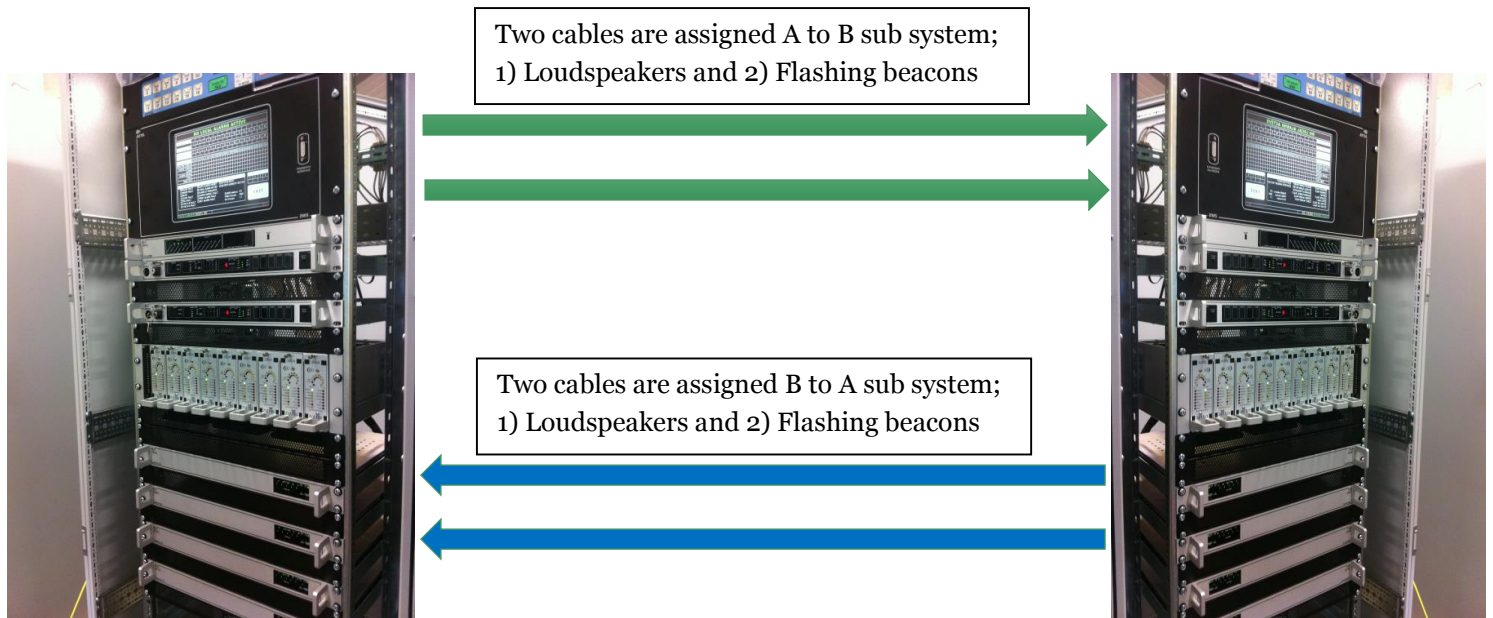 Two cables are assigned A to B sub system;
1) Loudspeakers and 2) Flashing beacons
Two cables are assigned B to A sub system;
1) Loudspeakers and 2) Flashing beacons